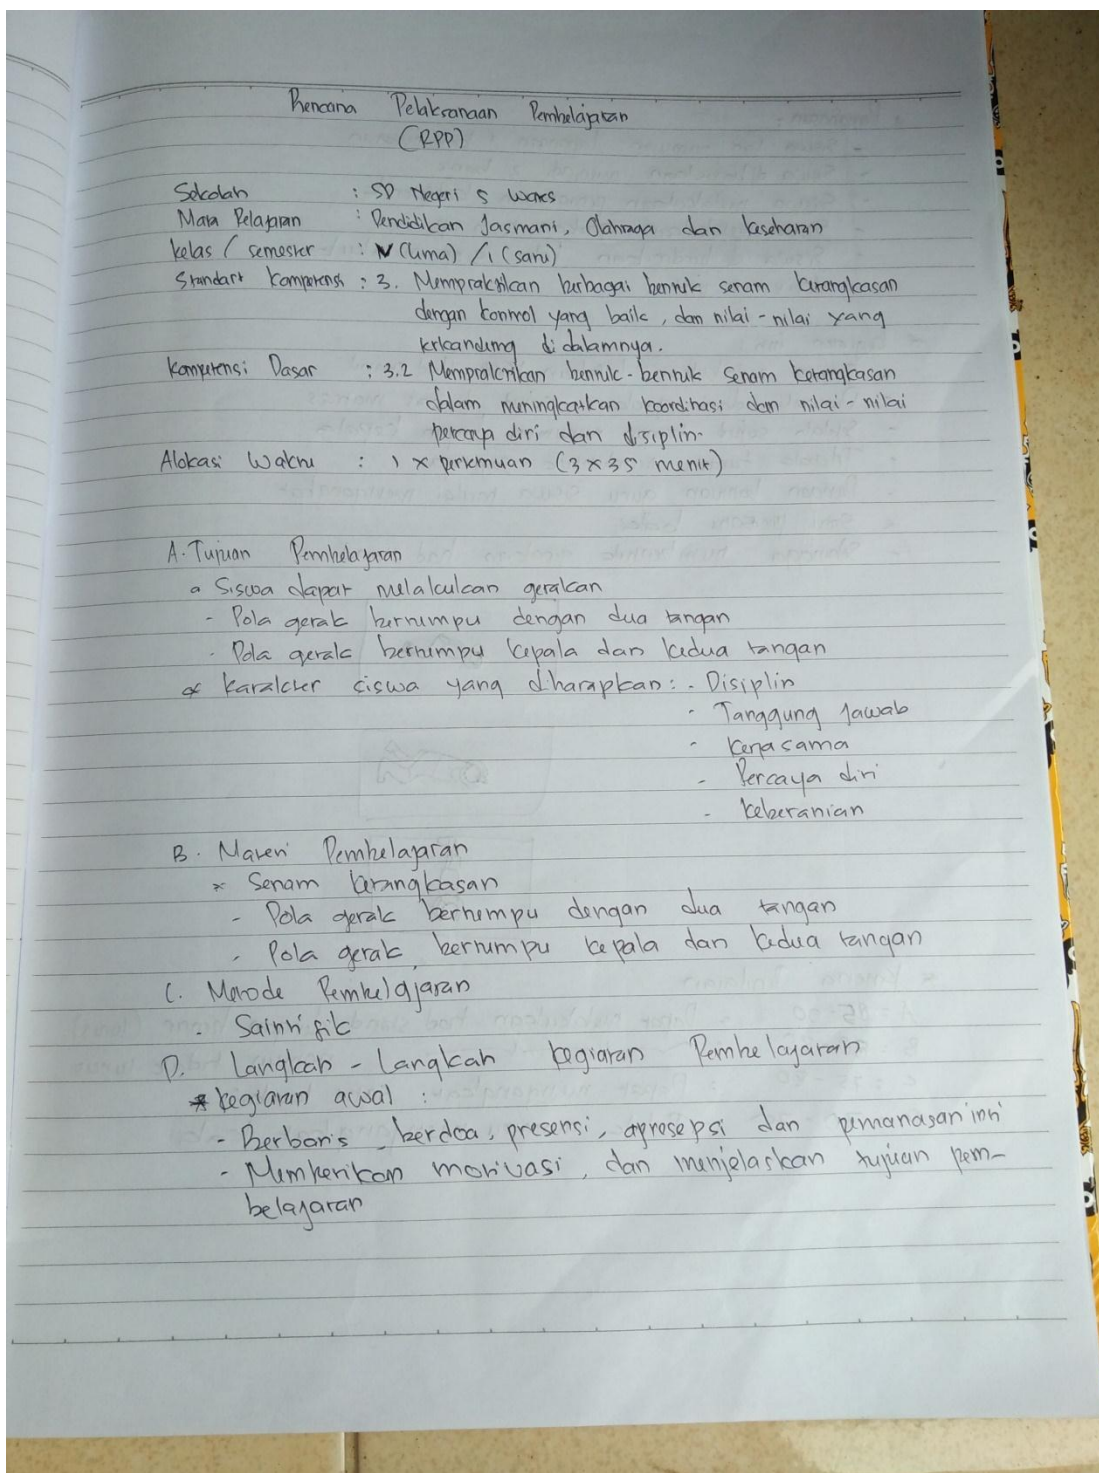 Rencana Pelaksanaan Pembelajaran
(RPP)
Sekolah : SD Negeri 5 Wates
Mata Pelajaran : Pendidikan Jasmani, Olahraga dan kesehatan
kelas / semester : V (lima) / 1 (satu)
Standart Kompetensi : 3. Mempraktikan berbagai bentuk senam ketangkasan
dengan kontrol yang baik, dan nilai-nilai yang
terkandung di dalamnya.
Kompetensi Dasar : 3.2 Mempraktikan bentuk-bentuk senam ketangkasan
dalam meningkatkan koordinasi dan nilai-nilai
percaya diri dan disiplin.
Alokasi Waktu : 1 x pertemuan (3x35 menit)
A. Tujuan Pembelajaran
Siswa dapat melakukan gerakan
- Pola gerak bertumpu dengan dua tangan
- Pola gerak bertumpu kepala dan kedua tangan
* karakter siswa yang diharapkan : - Disiplin
- Tanggung Jawab
- kerjasama
- Percaya diri
- keberanian
B. Materi Pembelajaran
* Senam ketangkasan
- Pola gerak bertumpu dengan dua tangan
- Pola gerak bertumpu kepala dan kedua tangan
C. Metode Pembelajaran
- Saintifik
D. Langkah - Langkah kegiatan Pembelajaran
* kegiatan awal :
- Berbaris, berdoa, presensi, apresepsi dan pemanasan inti
- Memberikan motivasi, dan menjelaskan tujuan pem-
belajaran